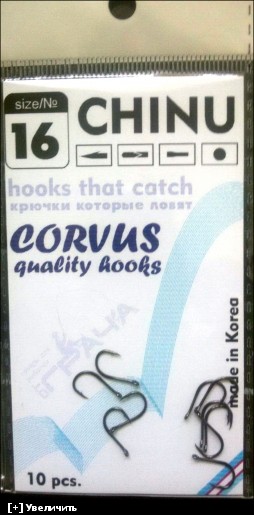 size/№
16
CHINU
hooks that catch
крючки которые ловят
CORVUS
quality hooks
made in Korea
10 pcs.
[+] Увеличить